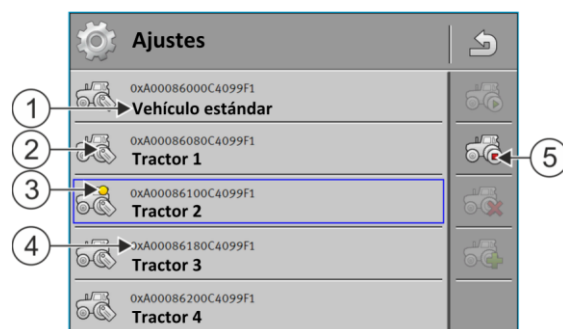 Ajustes
0xA00086000C4099F1
1
Vehículo estándar
0xA00086080C4099F1
2
Tractor 1
5
0xA00086100C4099F1
3
Tractor 2
4
0xA00086180C4099F1
Tractor 3
0xA00086200C4099F1
Tractor 4